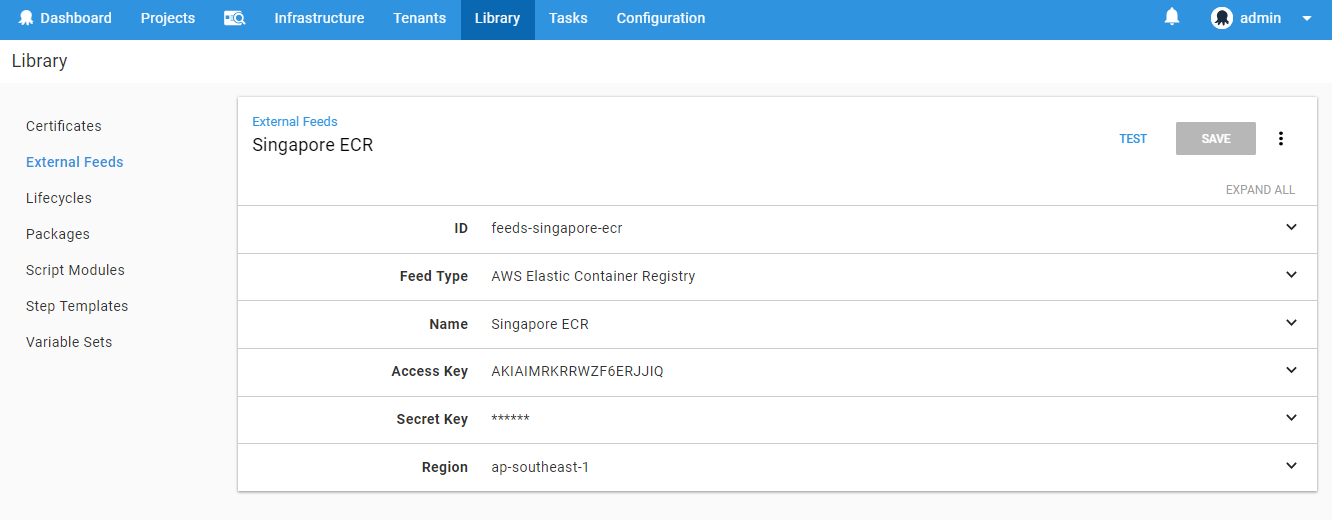 Dashboard Projects Infrastructure Tenants Library Tasks Configuration admin
Library
Certificates
External Feeds
Lifecycles
Packages
Script Modules
Step Templates
Variable Sets
External Feeds
Singapore ECR
TEST SAVE
EXPAND ALL
ID feeds-singapore-ecr
Feed Type AWS Elastic Container Registry
Name Singapore ECR
Access Key AKIAIMRKRRWZF6ERJJIQ
Secret Key ******
Region ap-southeast-1